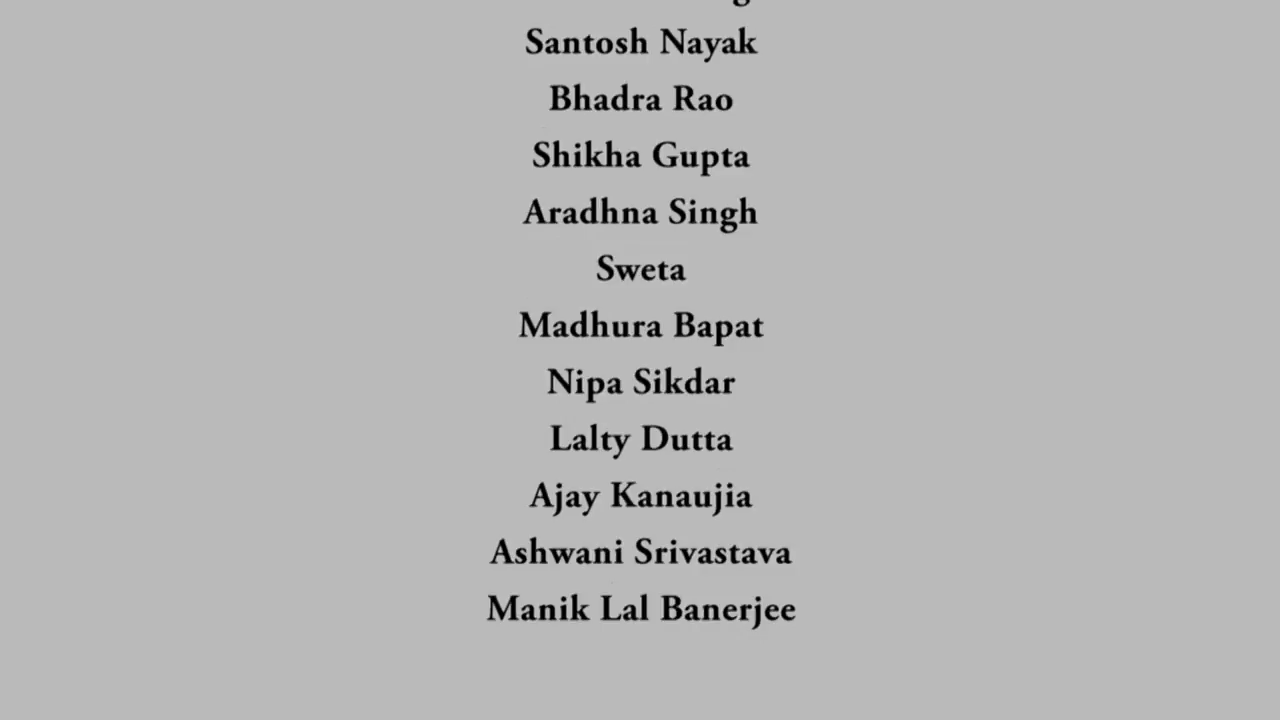 Santosh Nayak
Bhadra Rao
Shikha Gupta
Aradhna Singh
Sweta
Madhura Bapat
Nipa Sikdar
Lalty Dutta
Ajay Kanaujia
Ashwani Srivastava
Manik Lal Banerjee